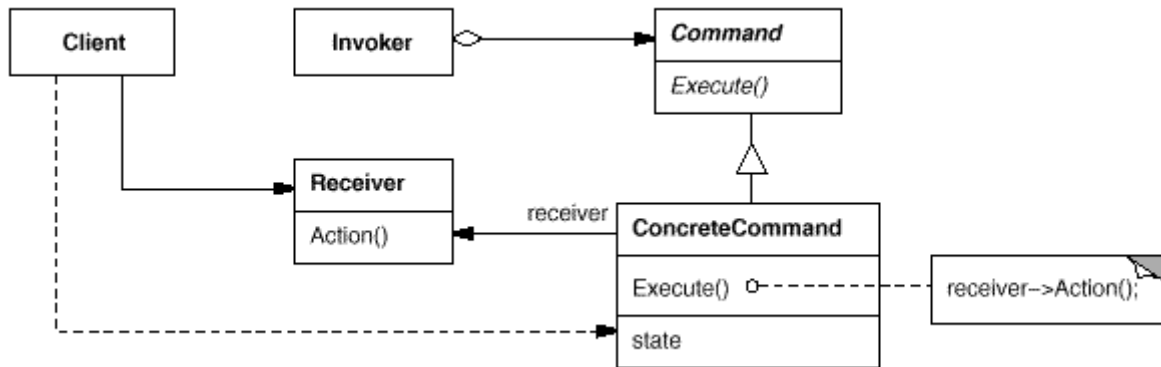 Client
Invoker
Command
Execute()
Receiver
Action()
receiver
ConcreteCommand
Execute()
state
receiver->Action();